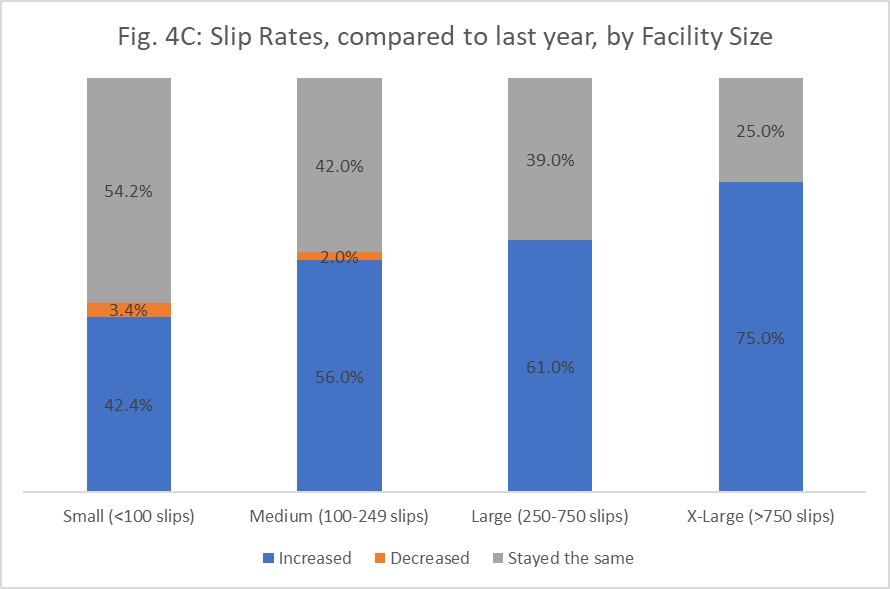 Fig. 4C: Slip Rates, compared to last year, by Facility Size
54.2%
42.0%
39.0%
25.0%
3.4%
2.0%
42.4%
56.0%
61.0%
75.0%
Small (<100 slips)
Medium (100-249 slips)
Large (250-750 slips)
X-Large (>750 slips)
Increased
Decreased
Stayed the same